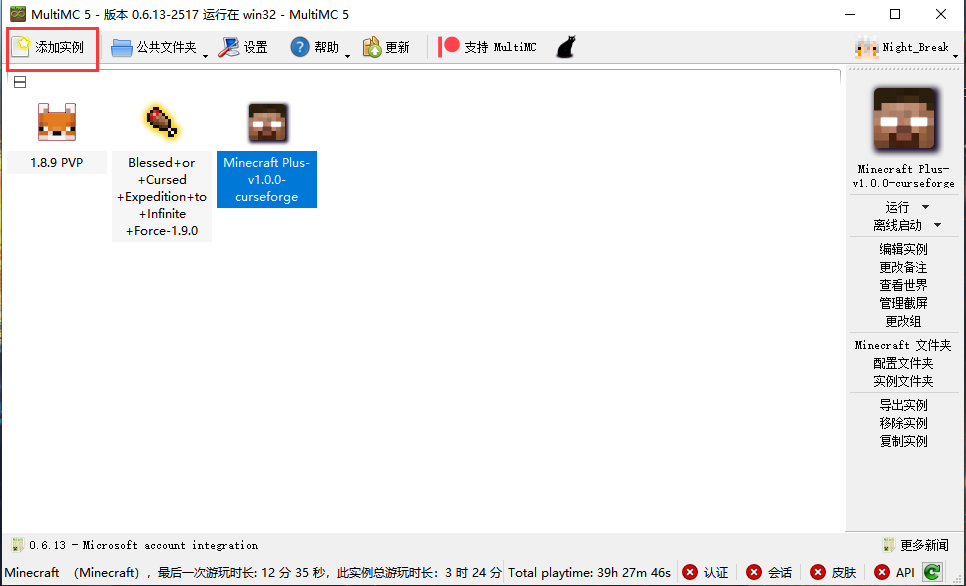 MultiMC 5 - 版本 0.6.13-2517 运行在 win32 - MultiMC 5
添加实例 公共文件夹 设置 帮助 更新 支持 MultiMC Night_Break
1.8.9 PVP
Blessed+or
+Cursed
+Expedition+to
+Infinite
+Force-1.9.0
Minecraft Plus-
v1.0.0-
curseforge
Minecraft Plus-
v1.0.0-curseforge
运行
离线启动
编辑实例
更改备注
查看世界
管理截屏
更改组
Minecraft 文件夹
配置文件夹
实例文件夹
导出实例
移除实例
复制实例
0.6.13 - Microsoft account integration 更多新闻
Minecraft （Minecraft），最后一次游玩时长: 12 分 35 秒，此实例总游玩时长：3 时 24 分 Total playtime: 39h 27m 46s 认证 会话 皮肤 API